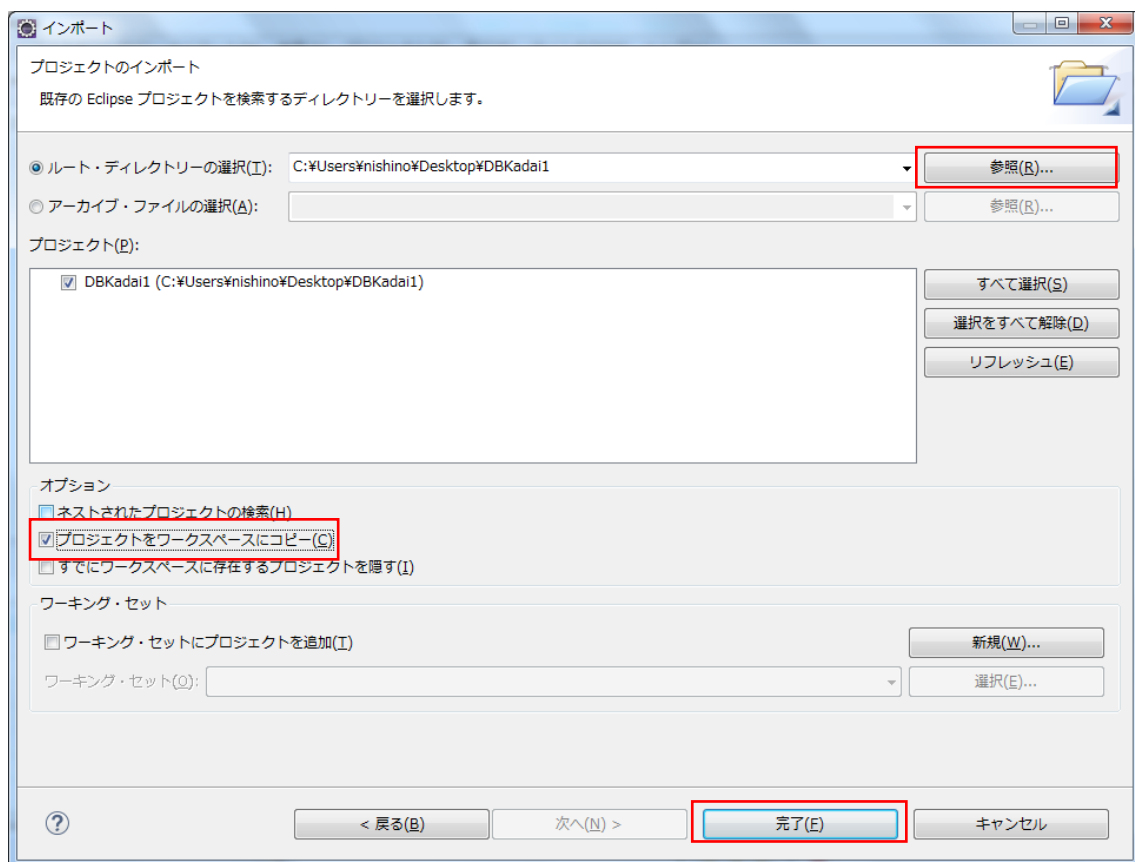 インポート
プロジェクトのインポート
既存の Eclipse プロジェクトを検索するディレクトリーを選択します。
ルート・ディレクトリーの選択(T): C:¥Users¥nishino¥Desktop¥DBKadai1 参照(R)...
アーカイブ・ファイルの選択(A): 参照(R)...
プロジェクト(P):
DBKadai1 (C:¥Users¥nishino¥Desktop¥DBKadai1) すべて選択(S)
選択をすべて解除(D)
リフレッシュ(E)
オプション
ネストされたプロジェクトの検索(H)
プロジェクトをワークスペースにコピー(C)
すでにワークスペースに存在するプロジェクトを隠す(I)
ワーキング・セット
ワーキング・セットにプロジェクトを追加(T) 新規(W)...
ワーキング・セット(O): 選択(E)...
? < 戻る(B) 次へ(N) > 完了(F) キャンセル